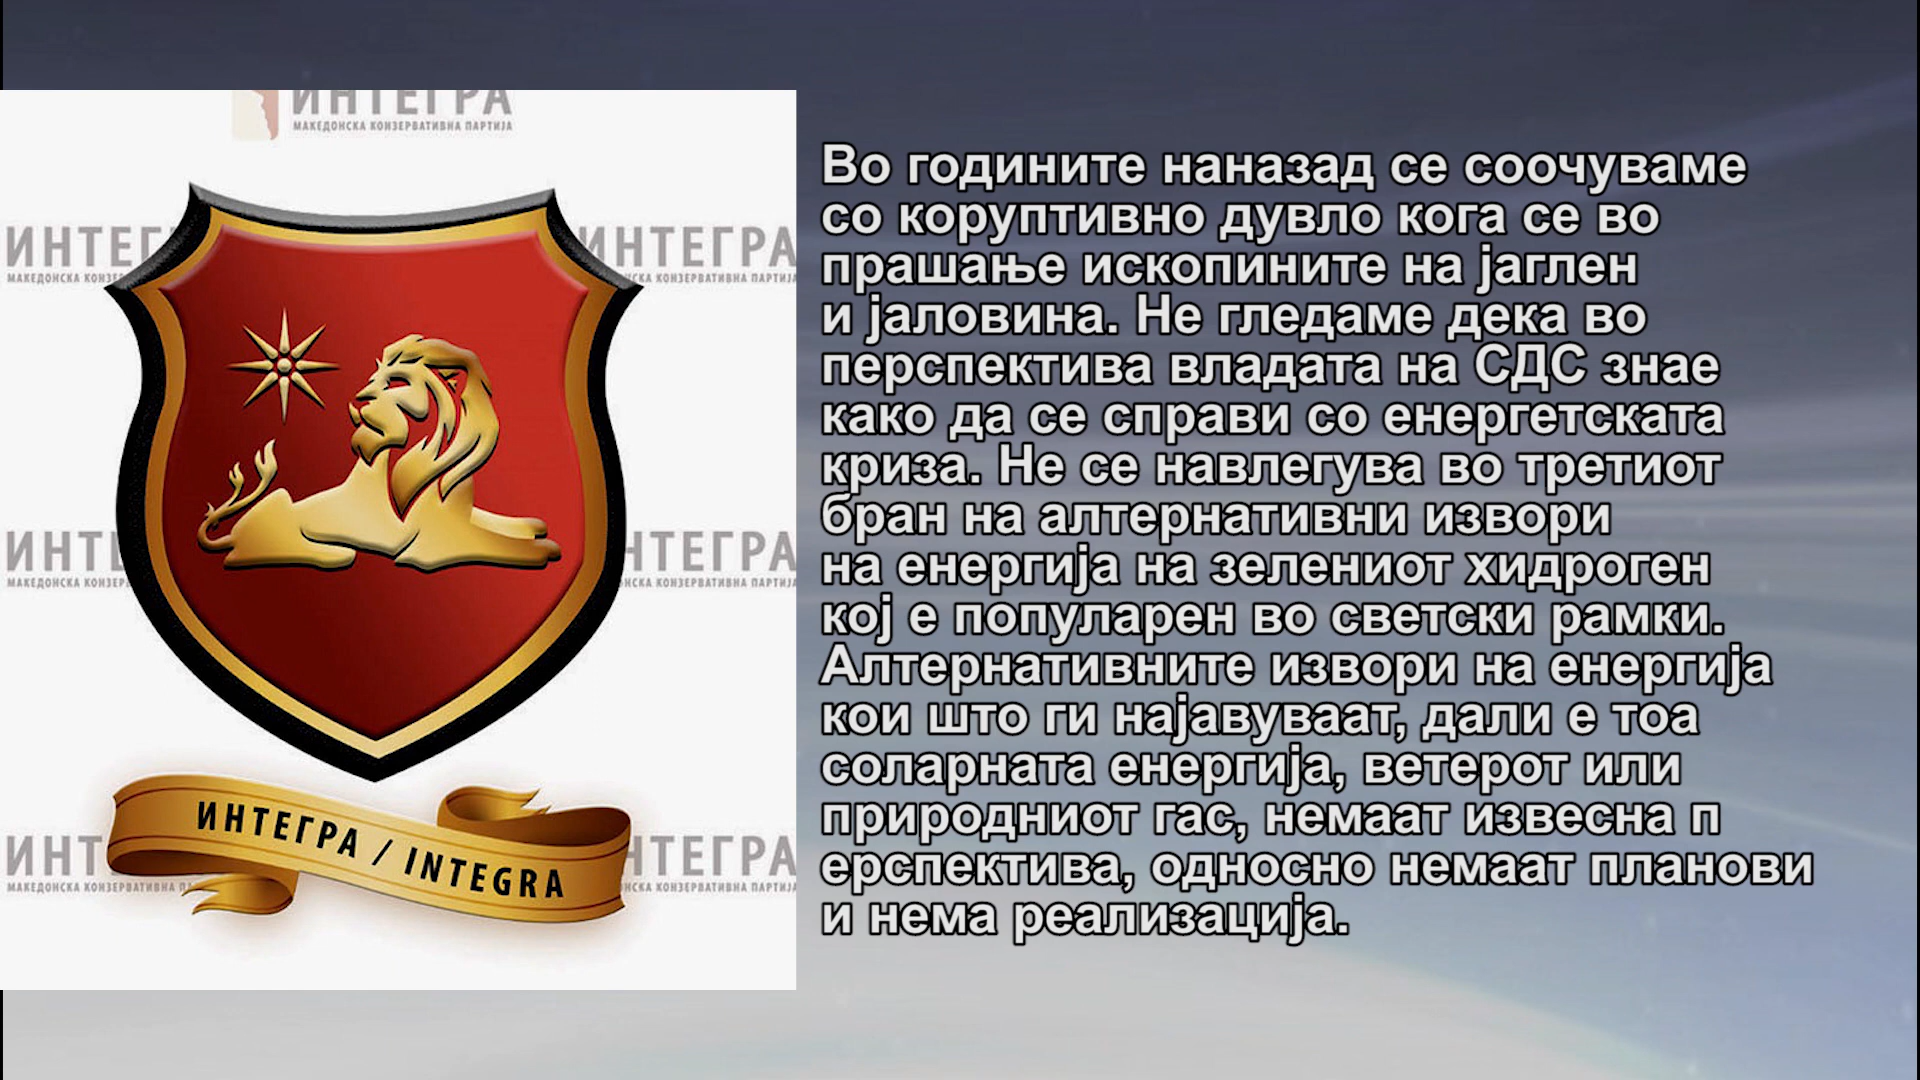 ИНТЕГРА
МАКЕДОНСКА КОНЗЕРВАТИВНА ПАРТИЈА
ИНТЕГРА / INTEGRA
Во годините наназад се соочуваме
со коруптивно дувло кога се во
прашање ископините на јаглен
и јаловина. Не гледаме дека во
перспектива владата на СДС знае
како да се справи со енергетската
криза. Не се навлегува во третиот
бран на алтернативни извори
на енергија на зелениот хидроген
кој е популарен во светски рамки.
Алтернативните извори на енергија
кои што ги најавуваат, дали е тоа
соларната енергија, ветерот или
природниот гас, немаат извесна п
ерспектива, односно немаат планови
и нема реализација.